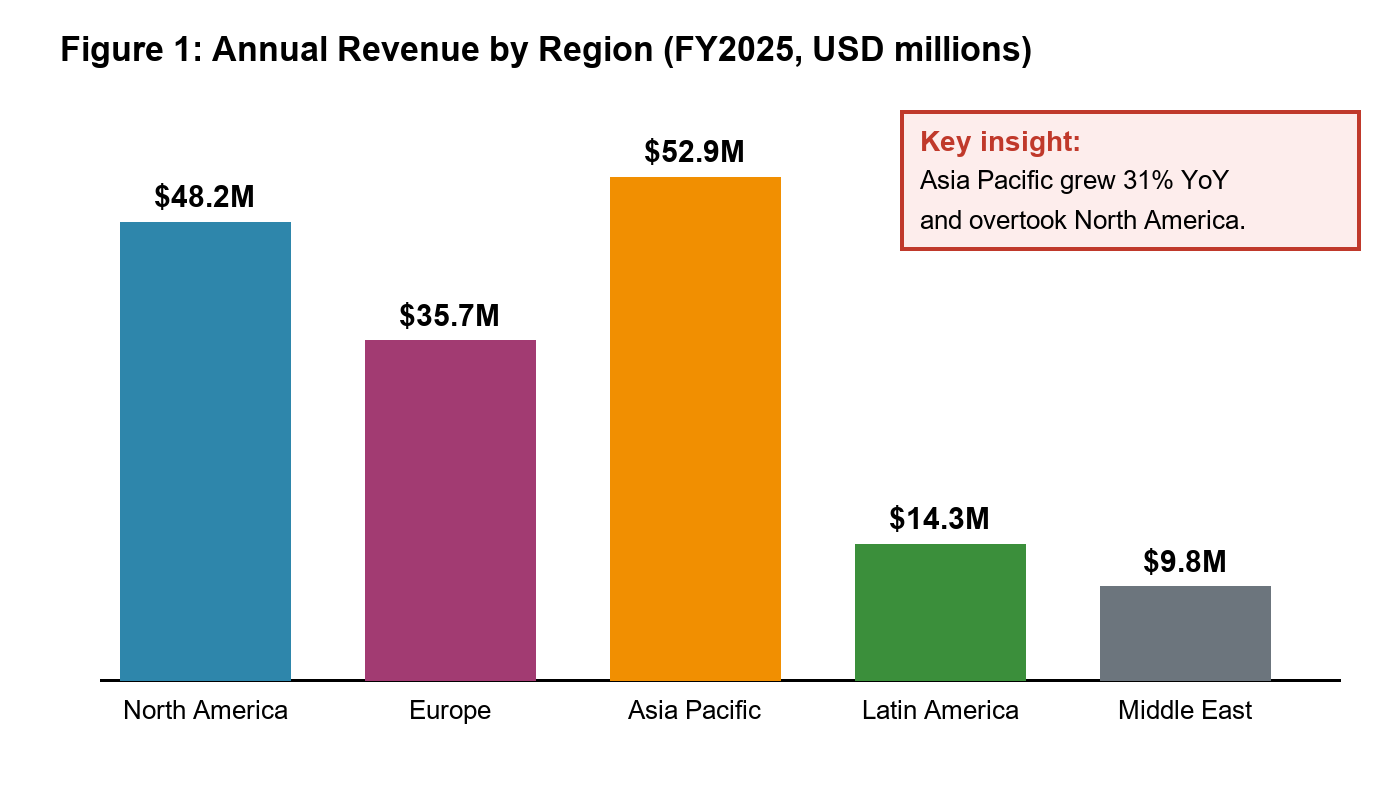 Figure 1: Annual Revenue by Region (FY2025, USD millions)
Key insight:
Asia Pacific grew 31% YoY
and overtook North America.
$48.2M
$35.7M
$52.9M
$14.3M
$9.8M
North America
Europe
Asia Pacific
Latin America
Middle East